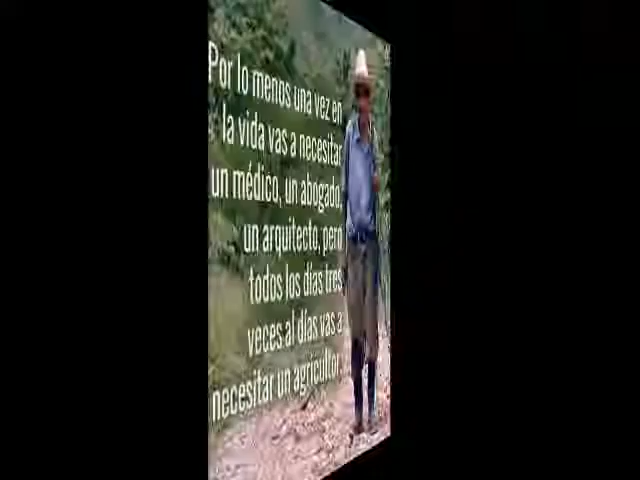 Por lo menos una vez en
la vida vas a necesitar
un médico, un abogado,
un arquitecto, pero
todos los días tres
veces al días vas a
necesitar un agricultor.